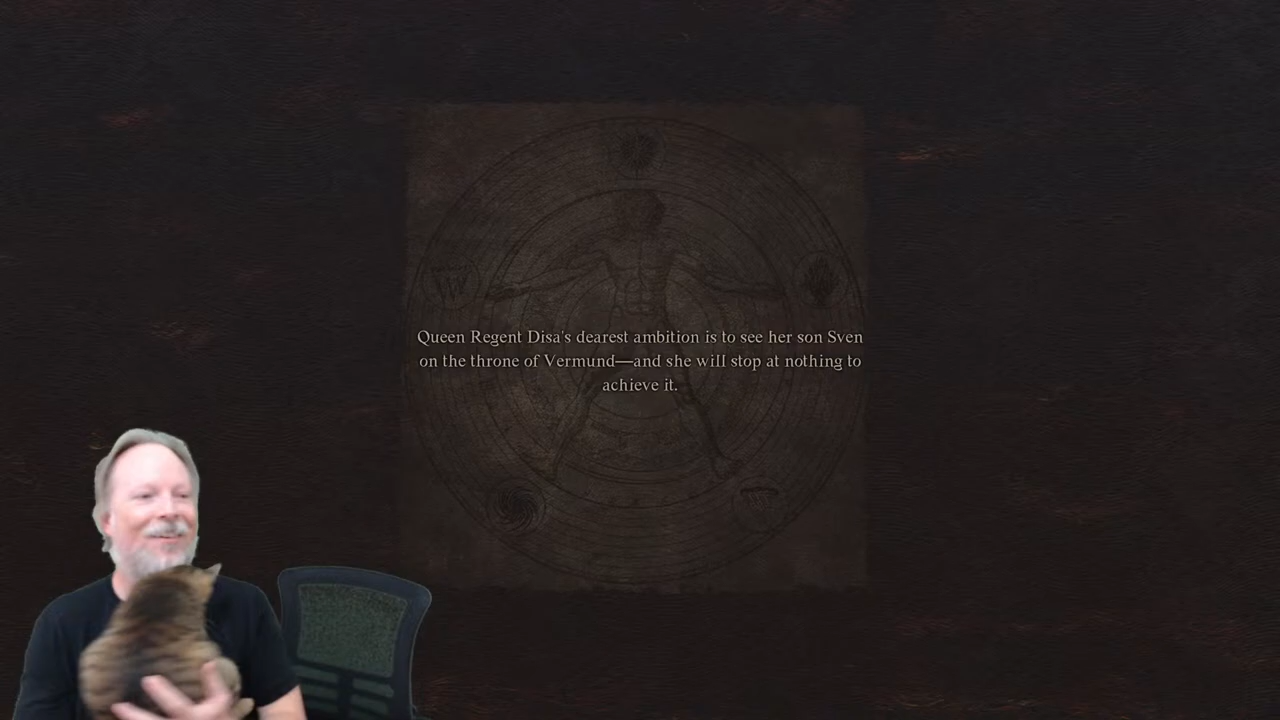 Queen Regent Disa's dearest ambition is to see her son Sven
on the throne of Vermund—and she will stop at nothing to
achieve it.